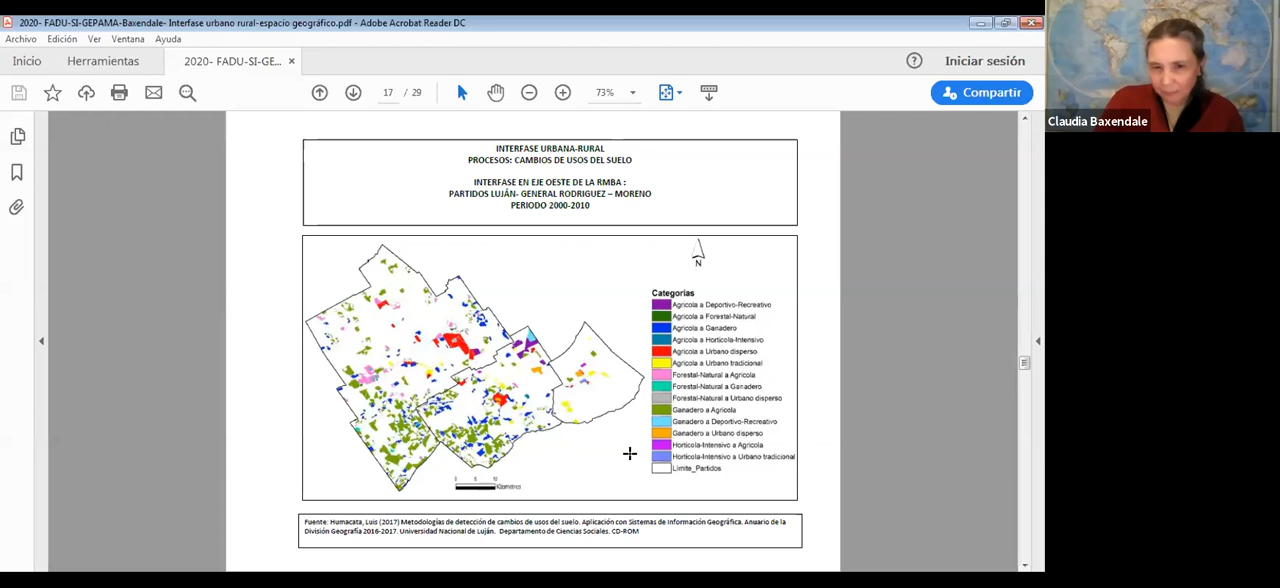 2020- FADU-SI-GEPAMA-Baxendale- Interfase urbano rural-espacio geográfico.pdf - Adobe Acrobat Reader DC
Archivo Edición Ver Ventana Ayuda
Inicio Herramientas 2020- FADU-SI-GE... × Iniciar sesión
17 / 29 73% Compartir
Claudia Baxendale
INTERFASE URBANA-RURAL
PROCESOS: CAMBIOS DE USOS DEL SUELO
INTERFASE EN EJE OESTE DE LA RMBA :
PARTIDOS LUJÁN- GENERAL RODRIGUEZ – MORENO
PERIODO 2000-2010
N
Categorías
Agrícola a Deportivo-Recreativo
Agrícola a Forestal-Natural
Agrícola a Ganadero
Agrícola a Hortícola-Intensivo
Agrícola a Urbano disperso
Agrícola a Urbano tradicional
Forestal-Natural a Agrícola
Forestal-Natural a Ganadero
Forestal-Natural a Urbano disperso
Ganadero a Agrícola
Ganadero a Deportivo-Recreativo
Ganadero a Urbano disperso
Hortícola-Intensivo a Agrícola
Hortícola-Intensivo a Urbano tradicional
Límite_Partidos
0 5 10
Kilómetros
Fuente: Humacata, Luis (2017) Metodologías de detección de cambios de usos del suelo. Aplicación con Sistemas de Información Geográfica. Anuario de la
División Geografía 2016-2017. Universidad Nacional de Luján. Departamento de Ciencias Sociales. CD-ROM